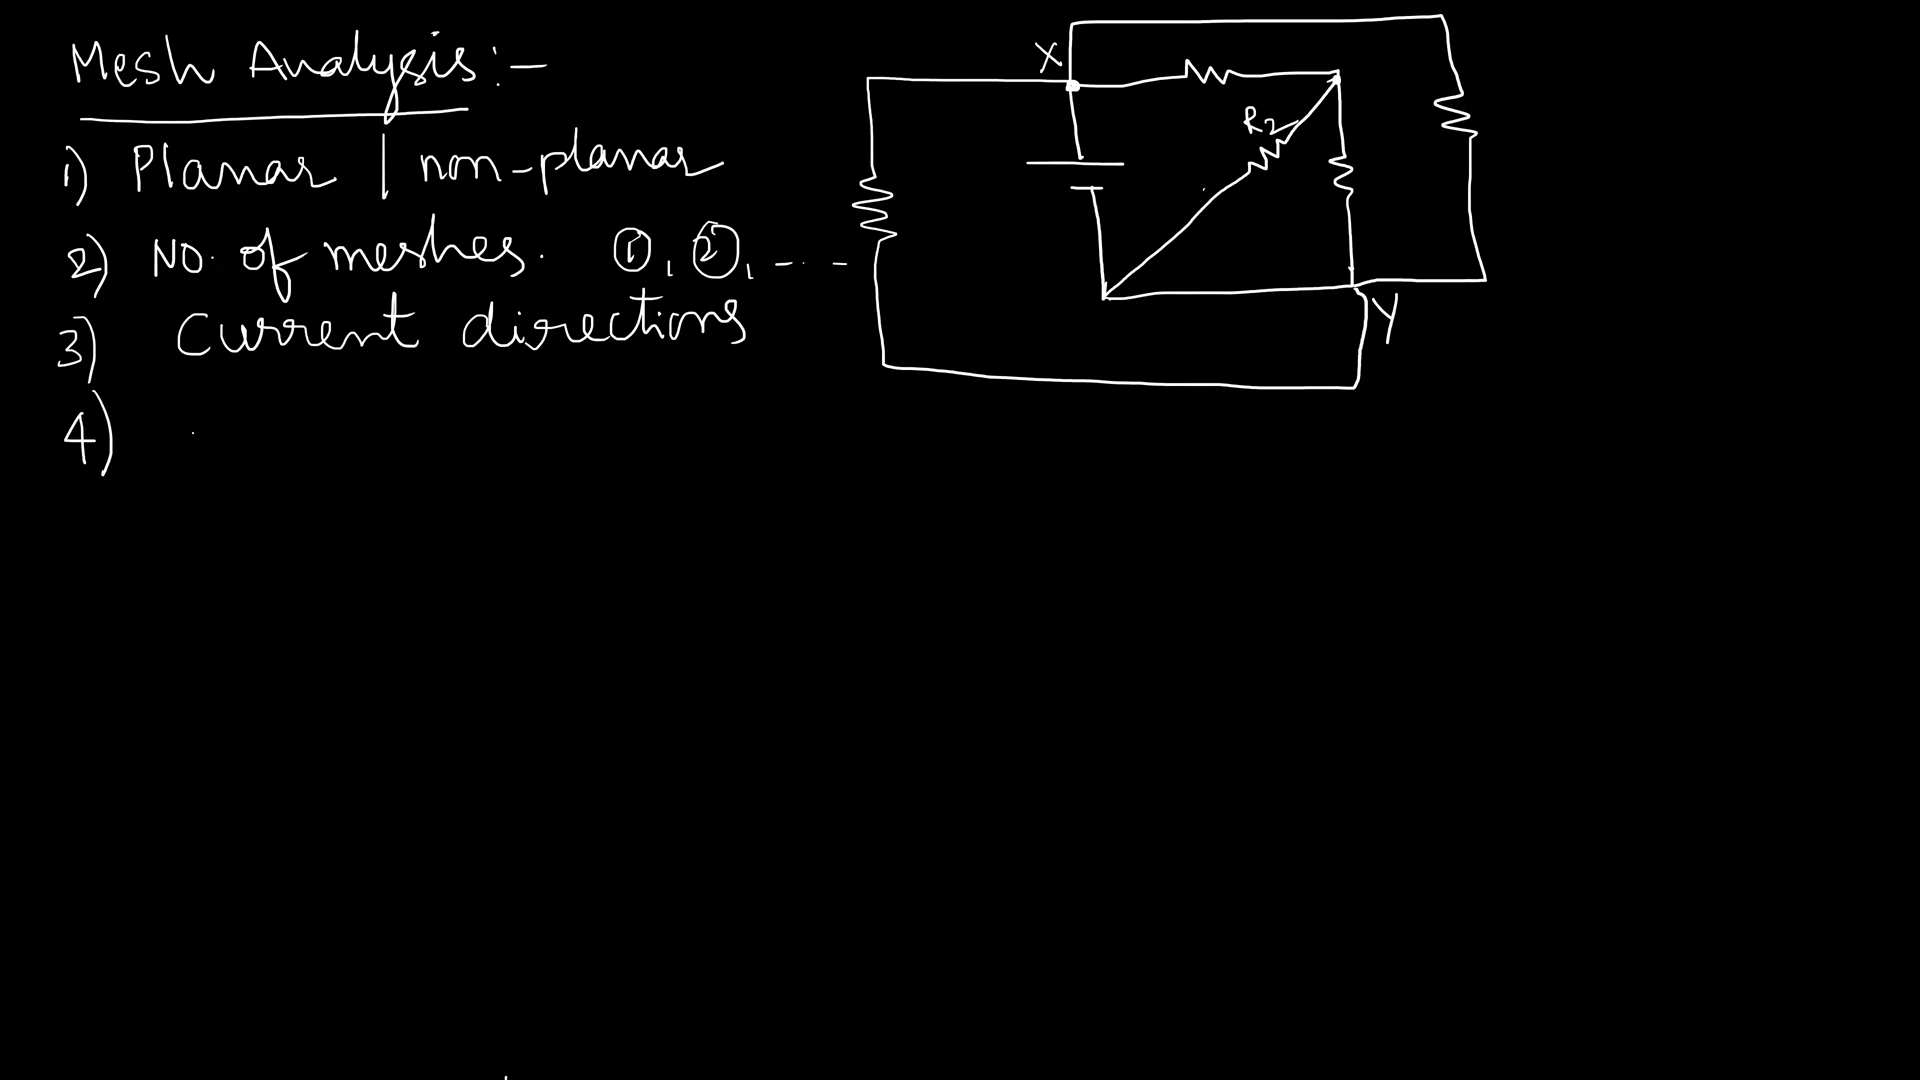 Mesh Analysis:-
1) Planar | non-planar
2) No. of meshes. ①, ②, - - -
3) Current directions
4)
X
R2
Y